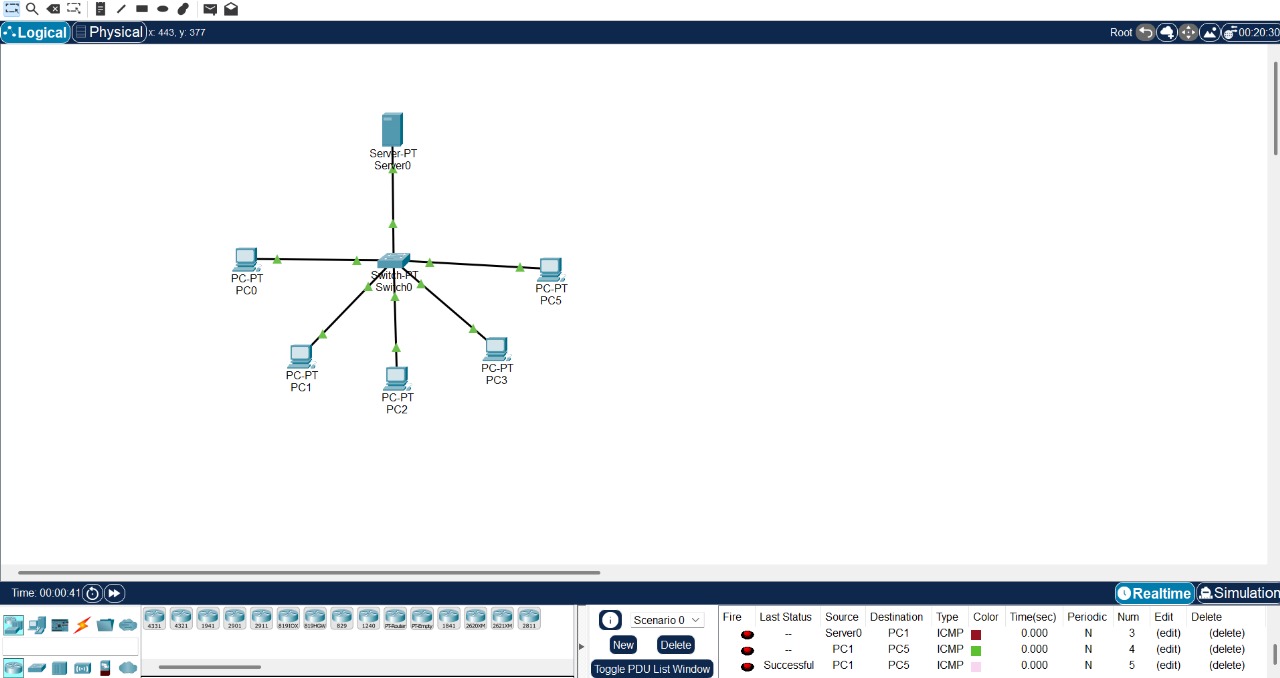 Logical Physical x: 443, y: 377 Root 00:20:30
Server-PT
Server0
PC-PT
PC0
Switch-PT
Switch0
PC-PT
PC5
PC-PT
PC1
PC-PT
PC2
PC-PT
PC3
Time: 00:00:41 Realtime Simulation
4331 4321 1941 2901 2911 819IOX 819HGW 829 1240 PT-Router PT-Empty 1841 2620XM 2621XM 2811
Scenario 0
New Delete
Toggle PDU List Window
Fire Last Status Source Destination Type Color Time(sec) Periodic Num Edit Delete
-- Server0 PC1 ICMP 0.000 N 3 (edit) (delete)
-- PC1 PC5 ICMP 0.000 N 4 (edit) (delete)
Successful PC1 PC5 ICMP 0.000 N 5 (edit) (delete)